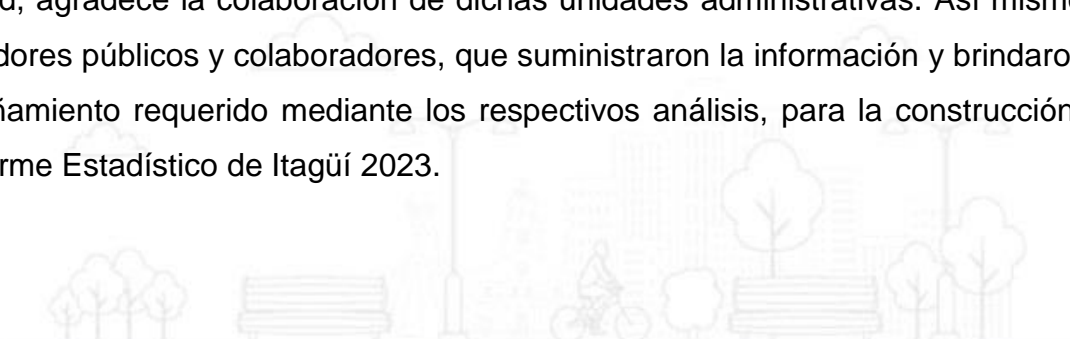 d, agradece la colaboración de dichas unidades administrativas. Así mismo
dores públicos y colaboradores, que suministraron la información y brindaro
ñamiento requerido mediante los respectivos análisis, para la construcción
rme Estadístico de Itagüí 2023.